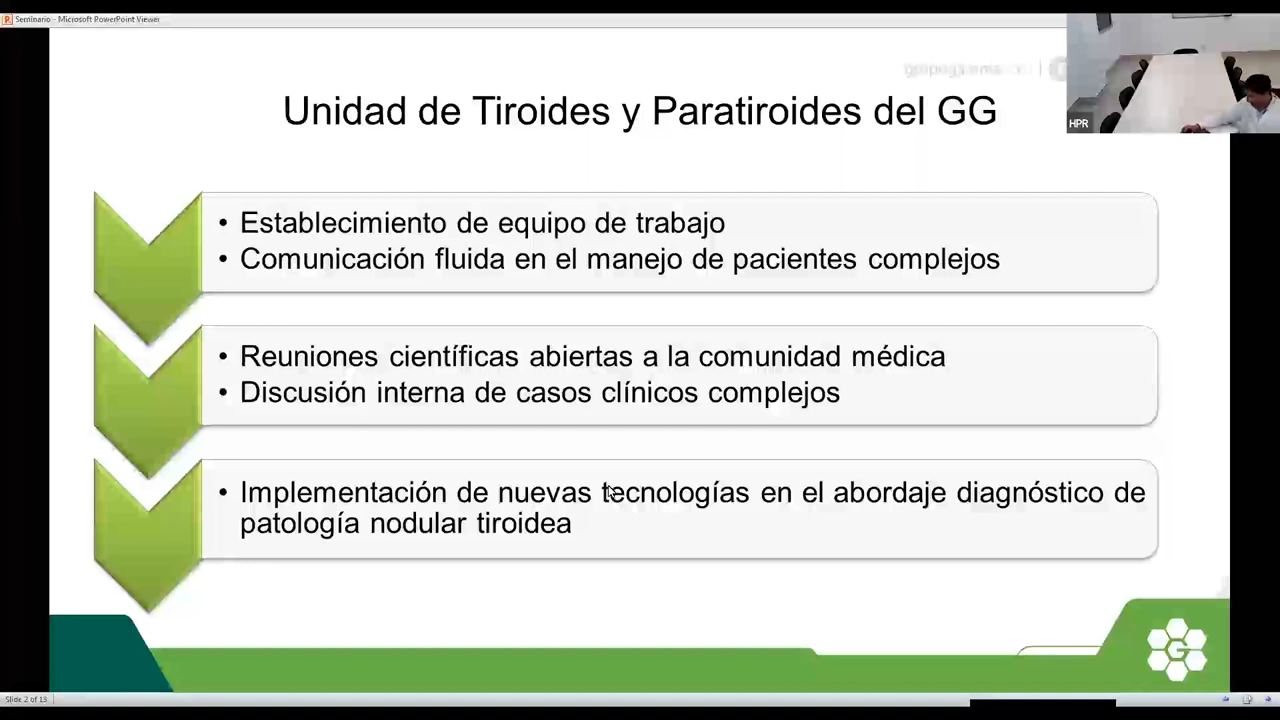 Seminario - Microsoft PowerPoint Viewer
HPR
Unidad de Tiroides y Paratiroides del GG
• Establecimiento de equipo de trabajo
• Comunicación fluida en el manejo de pacientes complejos
• Reuniones científicas abiertas a la comunidad médica
• Discusión interna de casos clínicos complejos
• Implementación de nuevas tecnologías en el abordaje diagnóstico de
patología nodular tiroidea
G
Slide 2 of 13